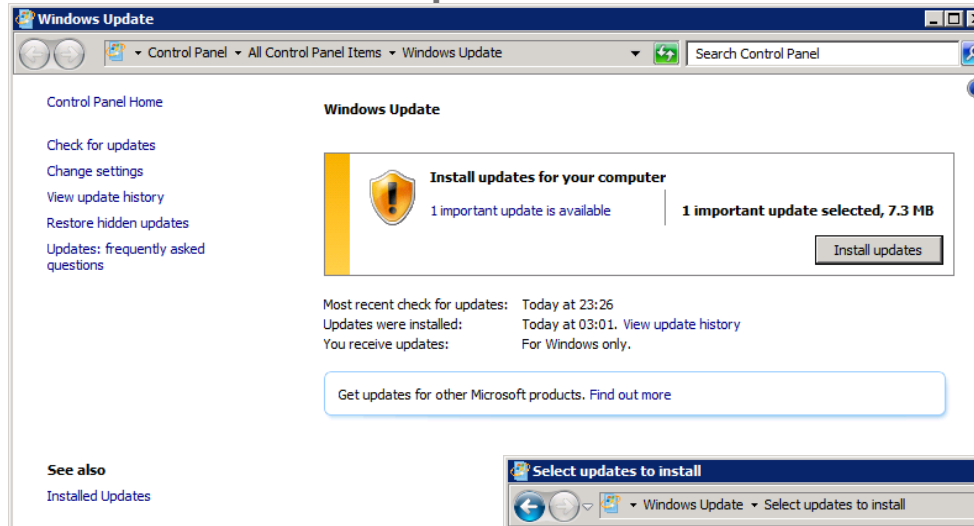 Windows Update
Control Panel ▾ All Control Panel Items ▾ Windows Update
Search Control Panel
Control Panel Home
Windows Update
Check for updates
Change settings
View update history
Restore hidden updates
Updates: frequently asked
questions
Install updates for your computer
1 important update is available
1 important update selected, 7.3 MB
Install updates
Most recent check for updates: Today at 23:26
Updates were installed: Today at 03:01. View update history
You receive updates: For Windows only.
Get updates for other Microsoft products. Find out more
See also
Installed Updates
Select updates to install
Windows Update ▾ Select updates to install